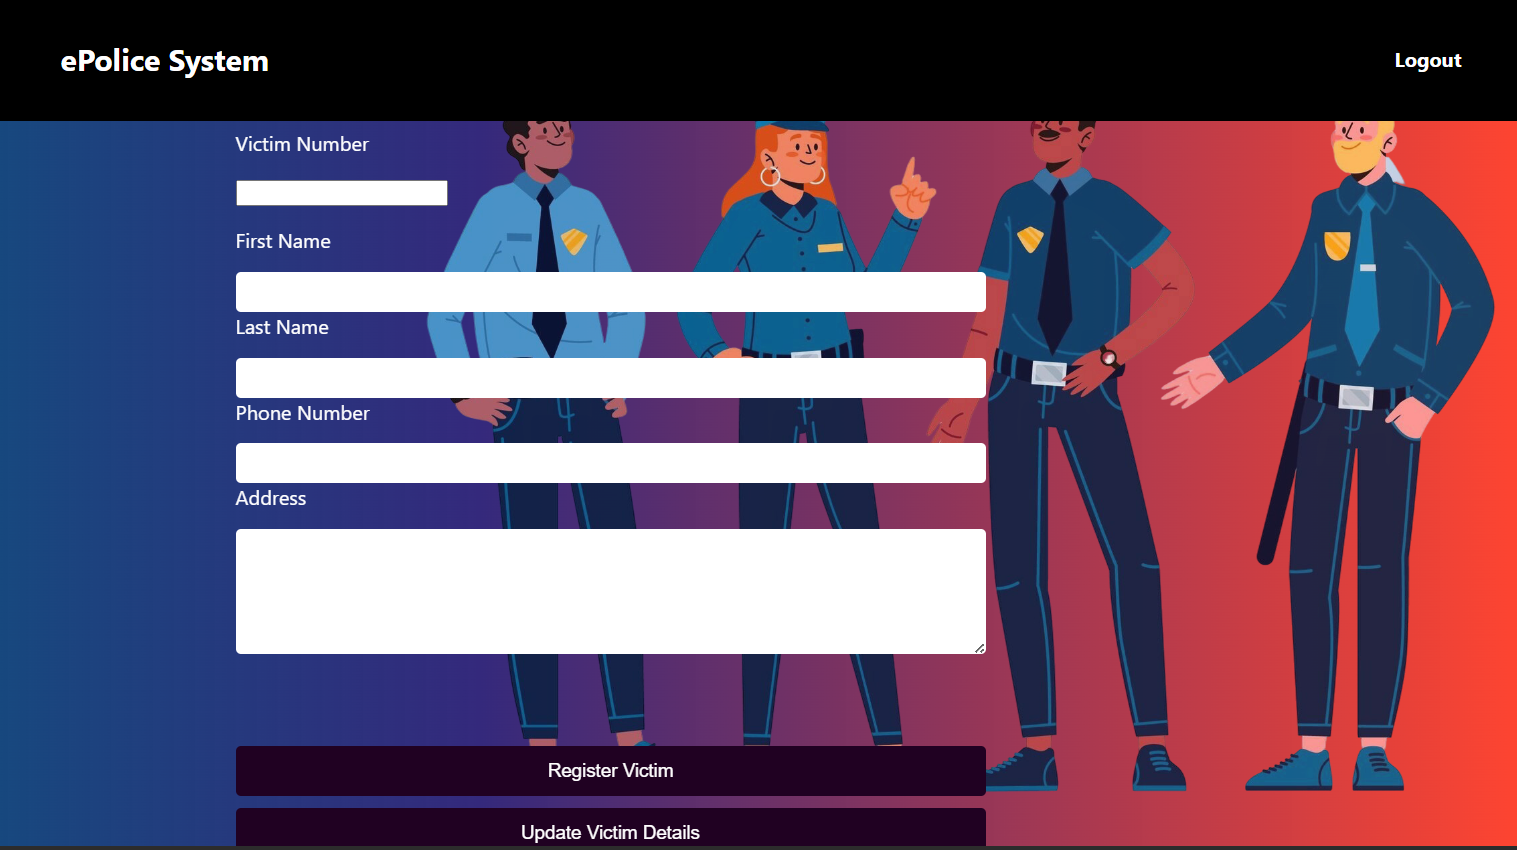 ePolice System
Logout
Victim Number
First Name
Last Name
Phone Number
Address
Register Victim
Update Victim Details